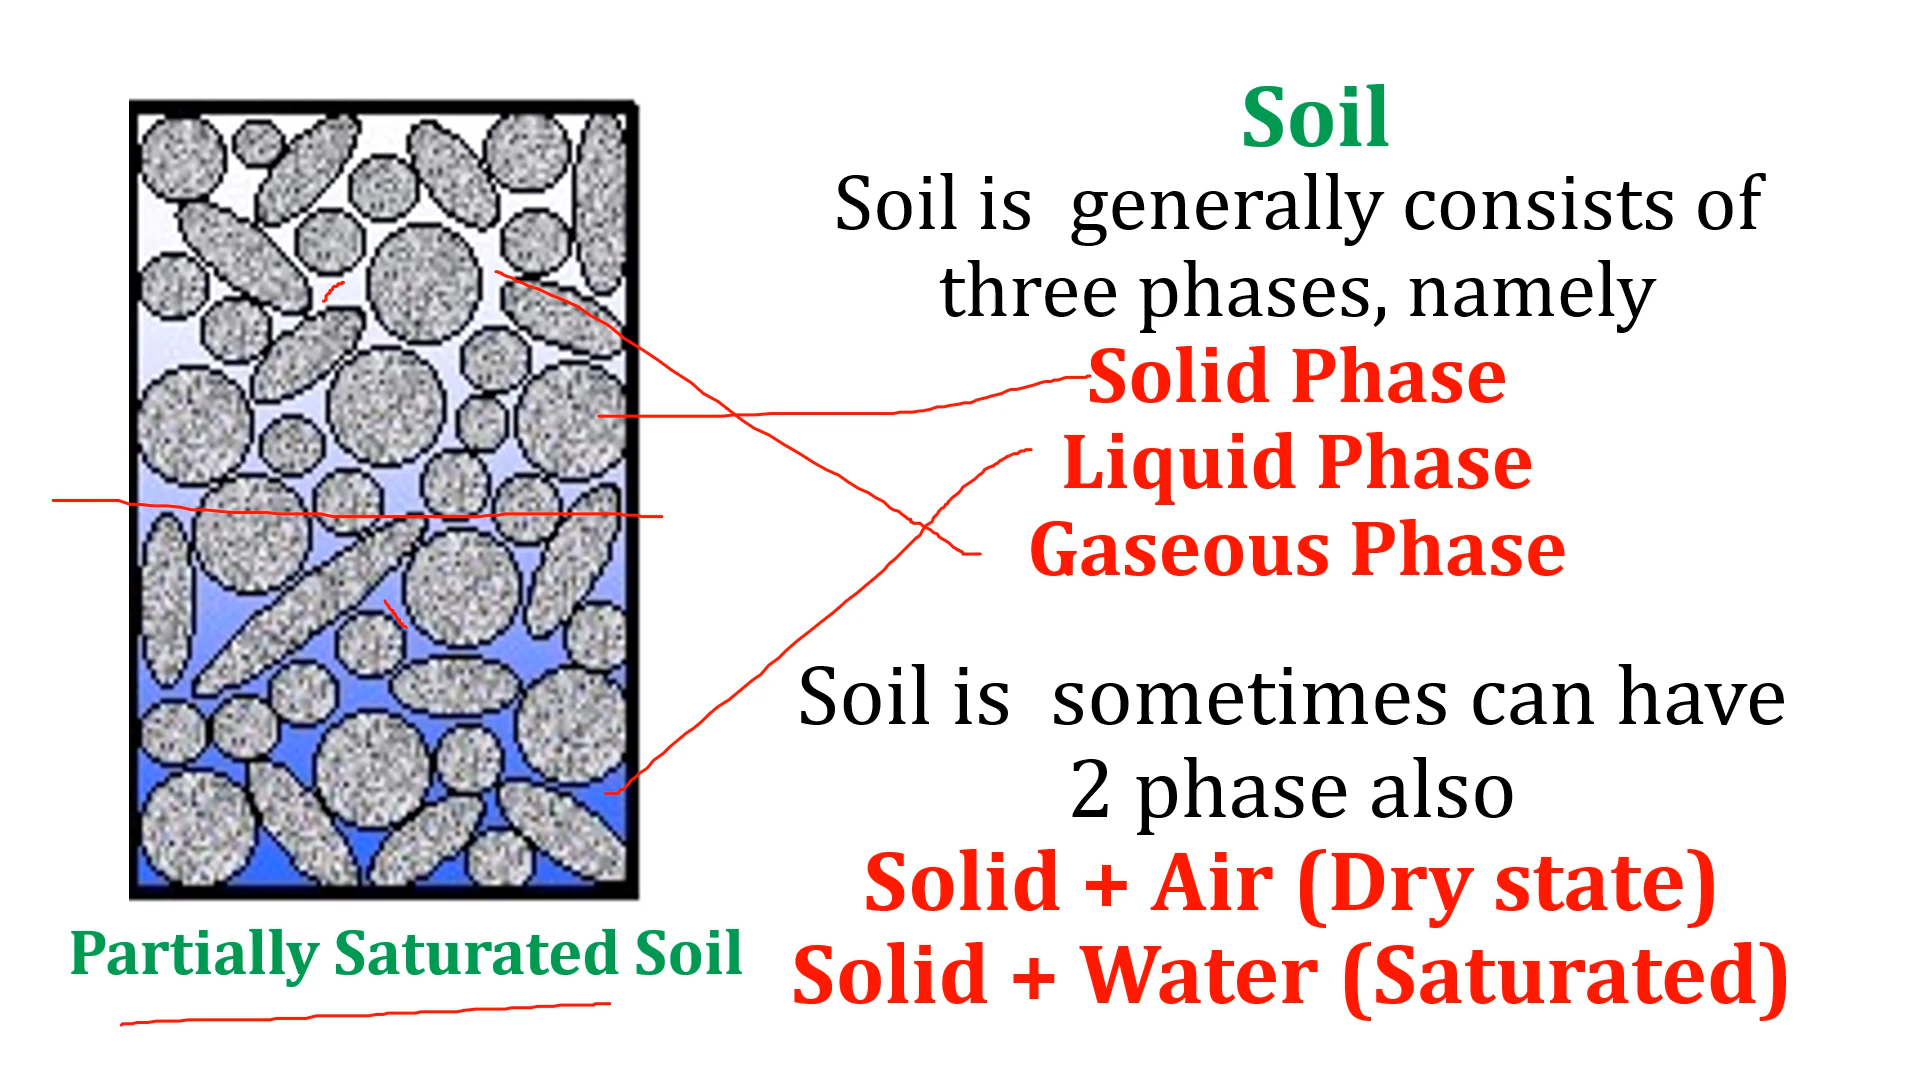 Soil
Soil is generally consists of
three phases, namely
Solid Phase
Liquid Phase
Gaseous Phase
Soil is sometimes can have
2 phase also
Solid + Air (Dry state)
Solid + Water (Saturated)
Partially Saturated Soil